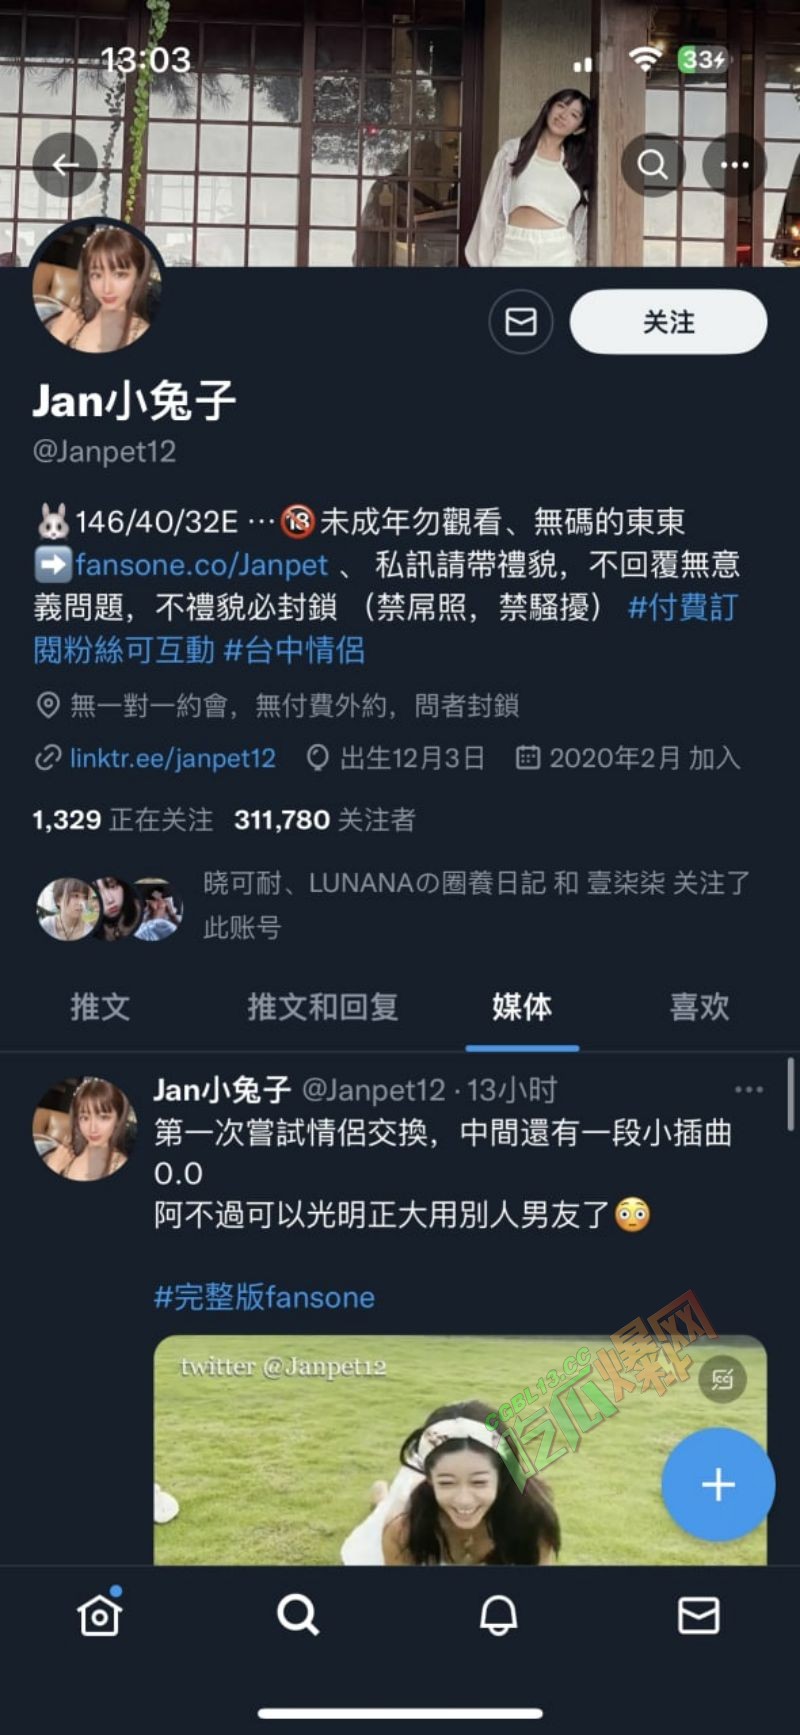 13:03
33
关注
Jan小兔子
@Janpet12
🐰146/40/32E ⋯🔞未成年勿觀看、無碼的東東
➡️fansone.co/Janpet 、 私訊請帶禮貌，不回覆無意
義問題，不禮貌必封鎖 （禁屌照，禁騷擾） #付費訂
閱粉絲可互動 #台中情侶
無一對一約會，無付費外約，問者封鎖
linktr.ee/janpet12 出生12月3日 2020年2月 加入
1,329 正在关注 311,780 关注者
晓可耐、LUNANAの圈養日記 和 壹柒柒 关注了
此账号
推文 推文和回复 媒体 喜欢
Jan小兔子 @Janpet12 · 13小时
第一次嘗試情侶交換，中間還有一段小插曲
0.0
阿不過可以光明正大用別人男友了😳
#完整版fansone
twitter @Janpet12
CGBL13.CC
吃瓜爆网